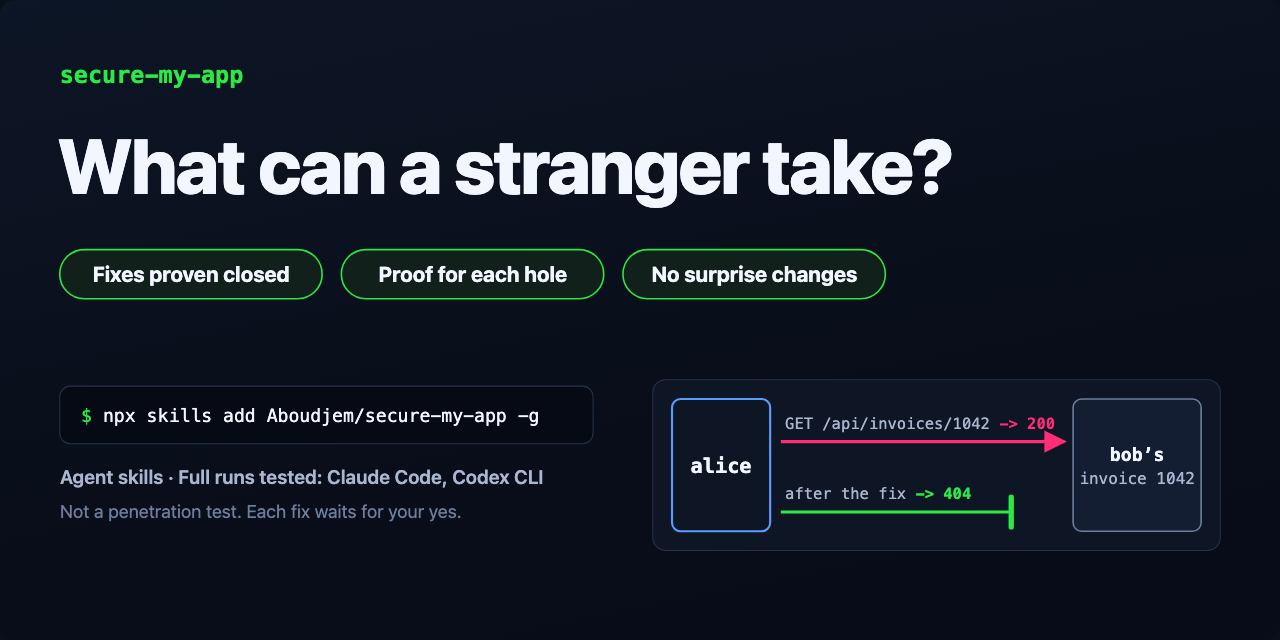 secure-my-app
What can a stranger take?
Fixes proven closed
Proof for each hole
No surprise changes
$ npx skills add Aboudjem/secure-my-app -g
Agent skills · Full runs tested: Claude Code, Codex CLI
Not a penetration test. Each fix waits for your yes.
alice
GET /api/invoices/1042 -> 200
after the fix -> 404
bob’s
invoice 1042